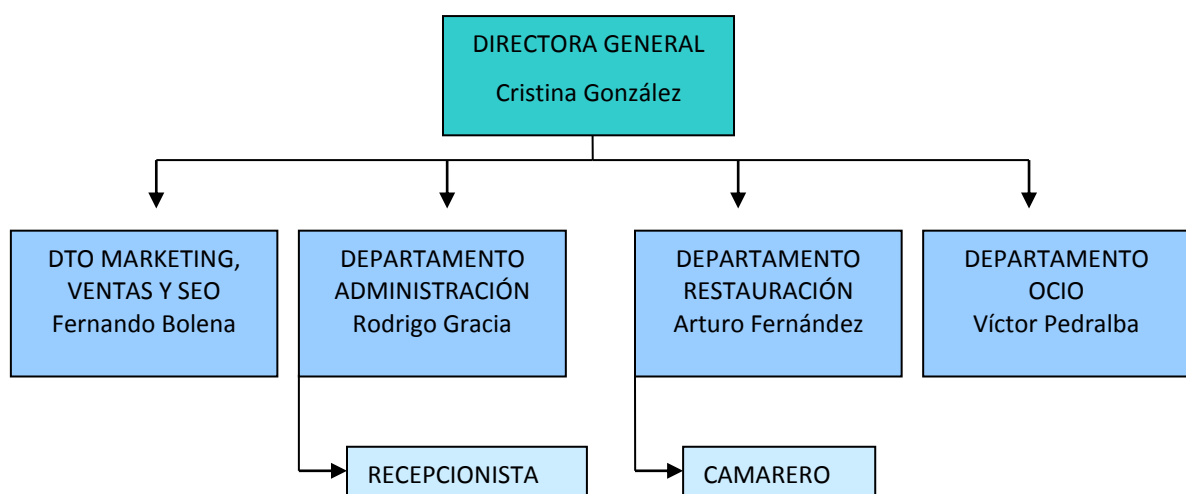 DIRECTORA GENERAL
Cristina González
DTO MARKETING,
VENTAS Y SEO
Fernando Bolena
DEPARTAMENTO
ADMINISTRACIÓN
Rodrigo Gracia
DEPARTAMENTO
RESTAURACIÓN
Arturo Fernández
DEPARTAMENTO
OCIO
Víctor Pedralba
RECEPCIONISTA
CAMARERO